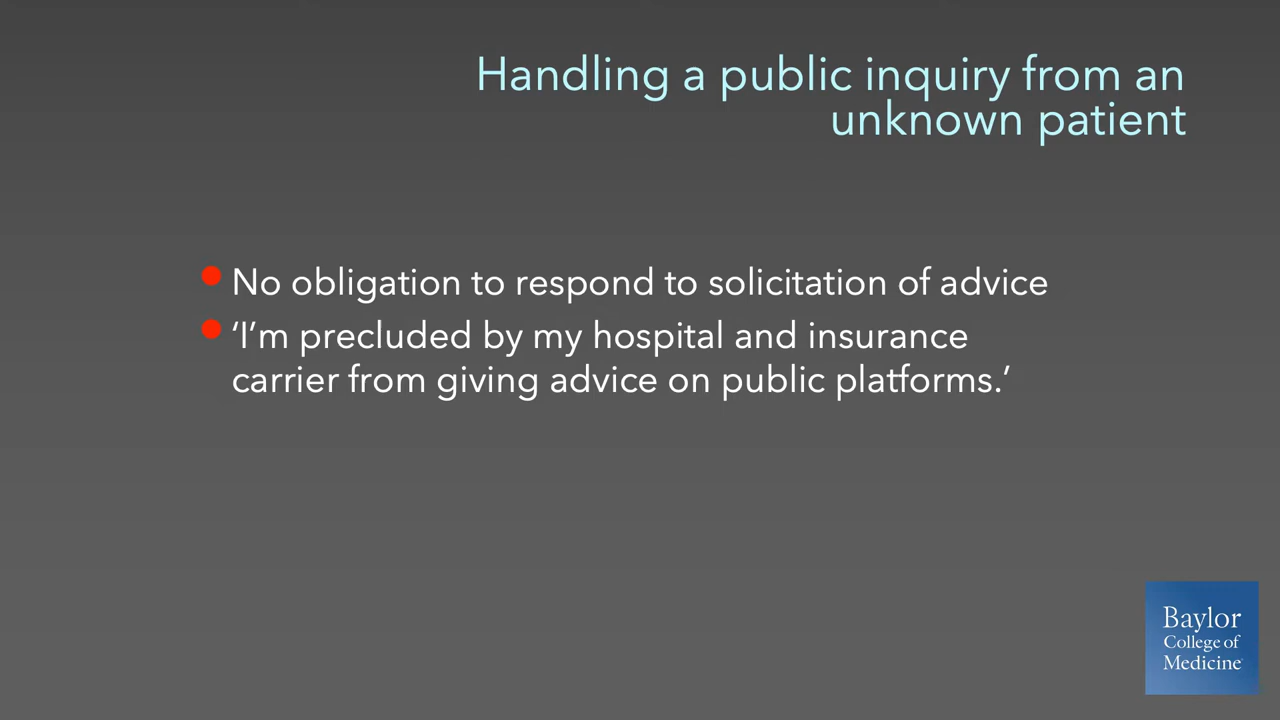 Handling a public inquiry from an
unknown patient
No obligation to respond to solicitation of advice
‘I’m precluded by my hospital and insurance
carrier from giving advice on public platforms.’
Baylor
College of
Medicine